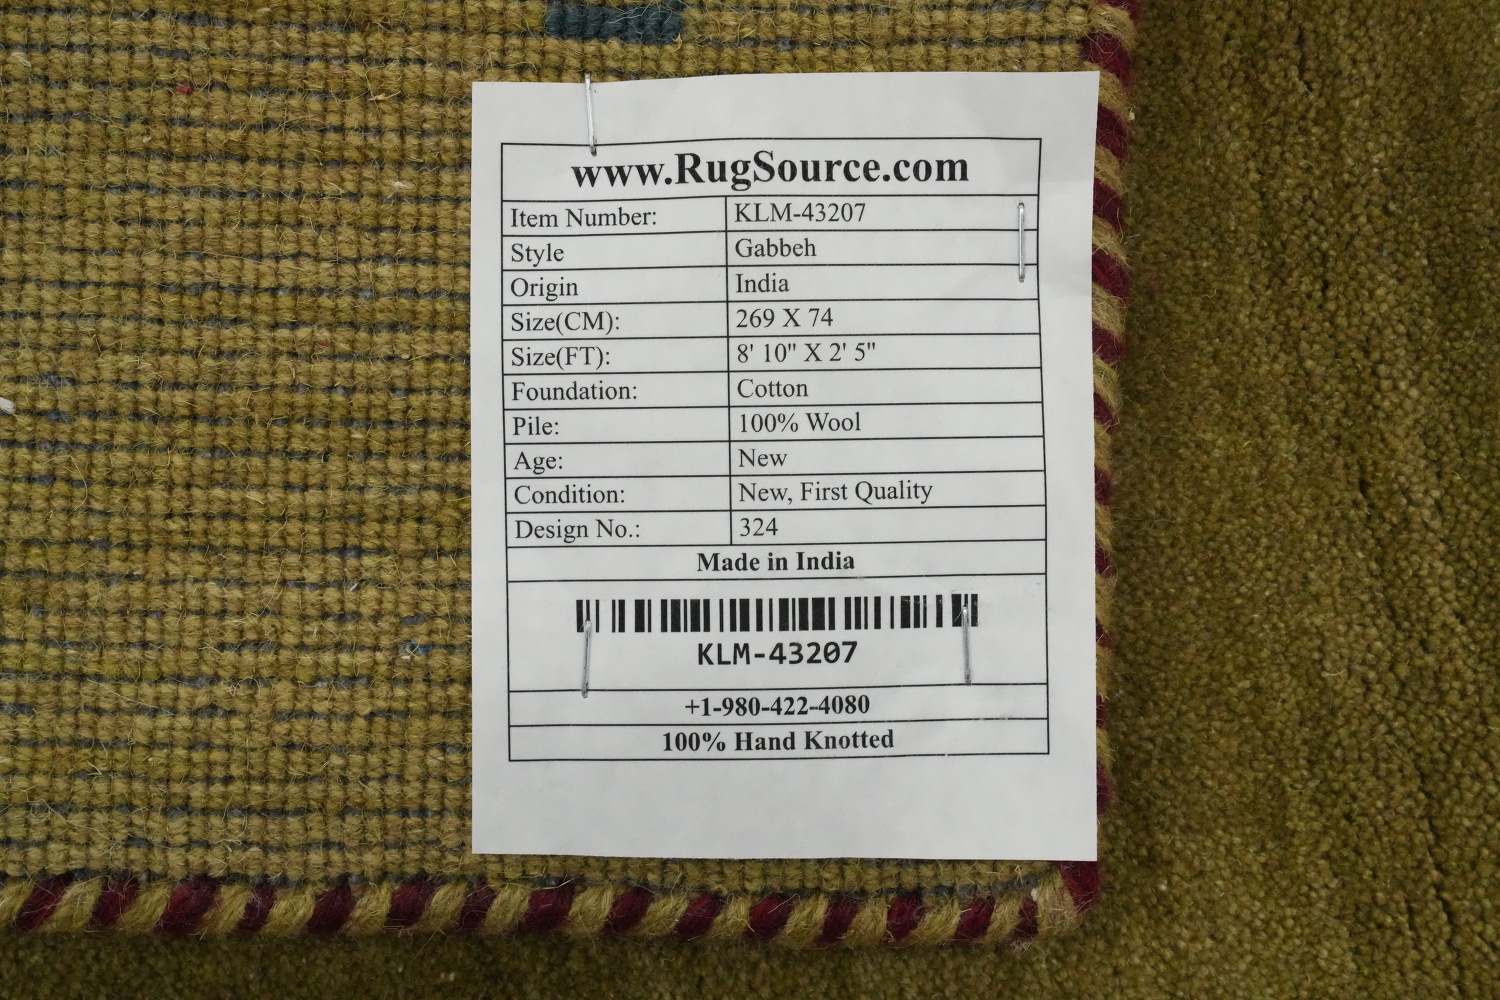 www.RugSource.com
Item Number: KLM-43207
Style Gabbeh
Origin India
Size(CM): 269 X 74
Size(FT): 8' 10" X 2' 5"
Foundation: Cotton
Pile: 100% Wool
Age: New
Condition: New, First Quality
Design No.: 324
Made in India
KLM-43207
+1-980-422-4080
100% Hand Knotted